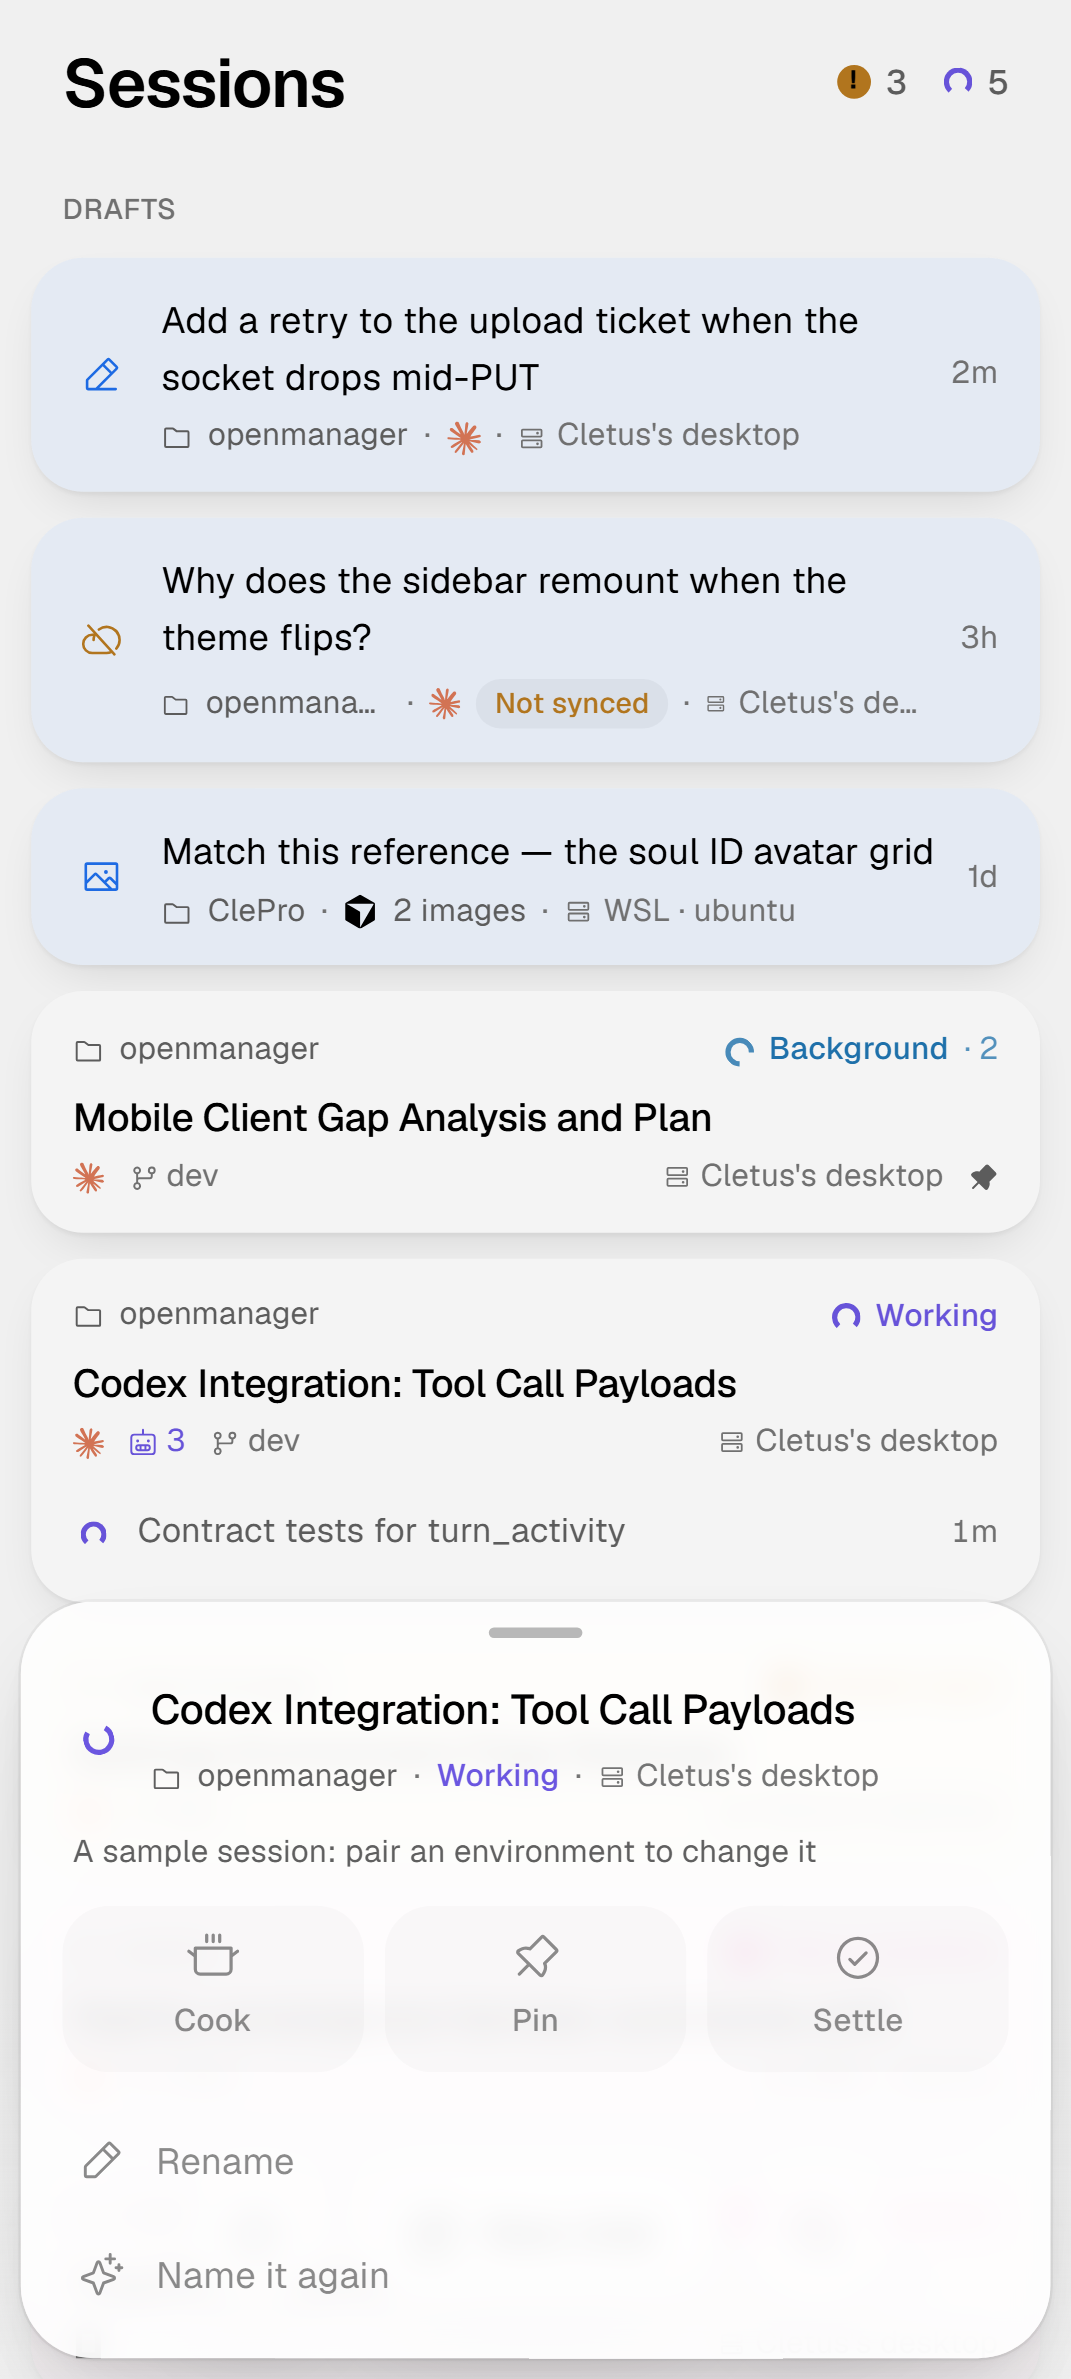 Sessions
! 3 5
DRAFTS
Add a retry to the upload ticket when the
socket drops mid-PUT
2m
openmanager · · Cletus's desktop
Why does the sidebar remount when the
theme flips?
3h
openmana... · Not synced · Cletus's de...
Match this reference — the soul ID avatar grid
1d
ClePro · 2 images · WSL · ubuntu
openmanager
Background · 2
Mobile Client Gap Analysis and Plan
dev
Cletus's desktop
openmanager
Working
Codex Integration: Tool Call Payloads
3 dev
Cletus's desktop
Contract tests for turn_activity
1m
Codex Integration: Tool Call Payloads
openmanager · Working · Cletus's desktop
A sample session: pair an environment to change it
Cook
Pin
Settle
Rename
Name it again